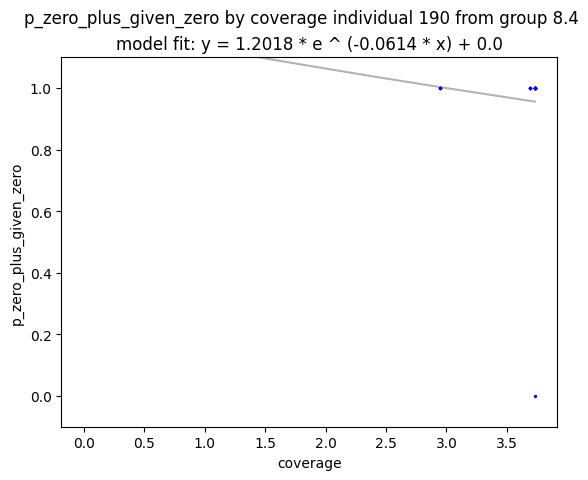 p_zero_plus_given_zero by coverage individual 190 from group 8.4
model fit: y = 1.2018 * e ^ (-0.0614 * x) + 0.0
1.0
0.8
0.6
0.4
0.2
0.0
p_zero_plus_given_zero
0.0 0.5 1.0 1.5 2.0 2.5 3.0 3.5
coverage